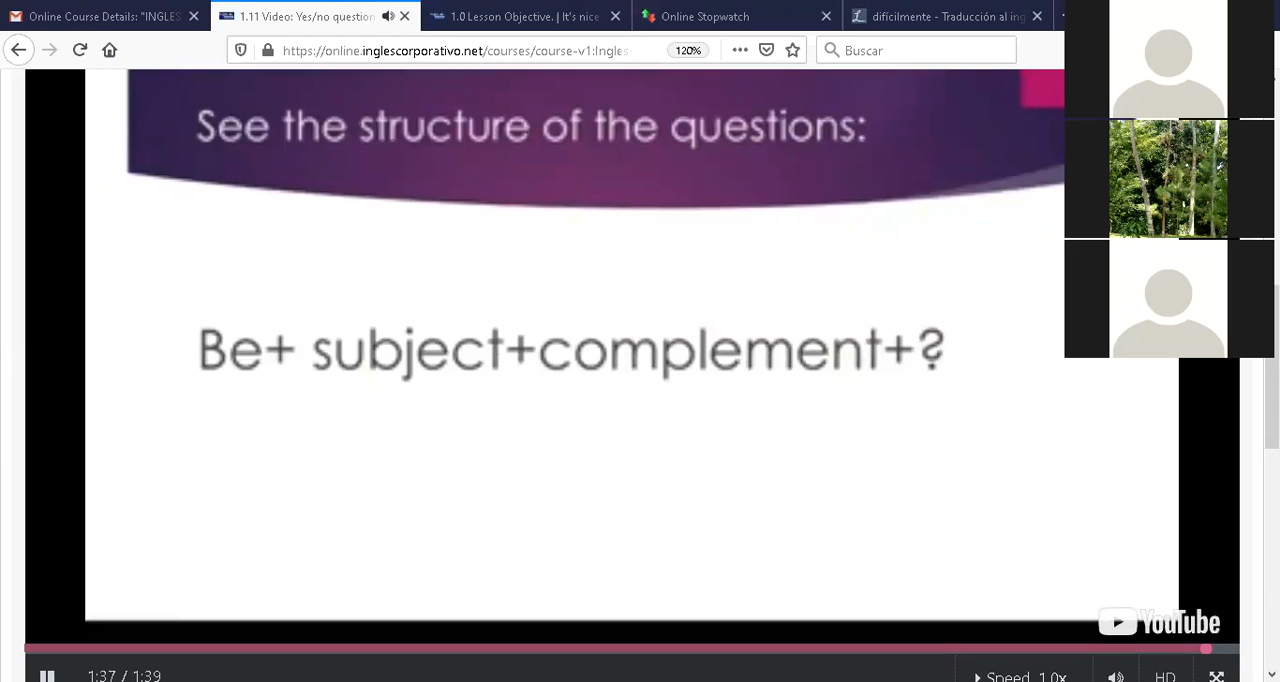 Online Course Details: "INGLES
1.11 Video: Yes/no question
1.0 Lesson Objective. | It's nice
Online Stopwatch
difícilmente - Traducción al ing
https://online.inglescorporativo.net/courses/course-v1:Ingles
120%
Buscar
See the structure of the questions:
Be+ subject+complement+?
YouTube
1:37 / 1:39
Speed 1.0x
HD